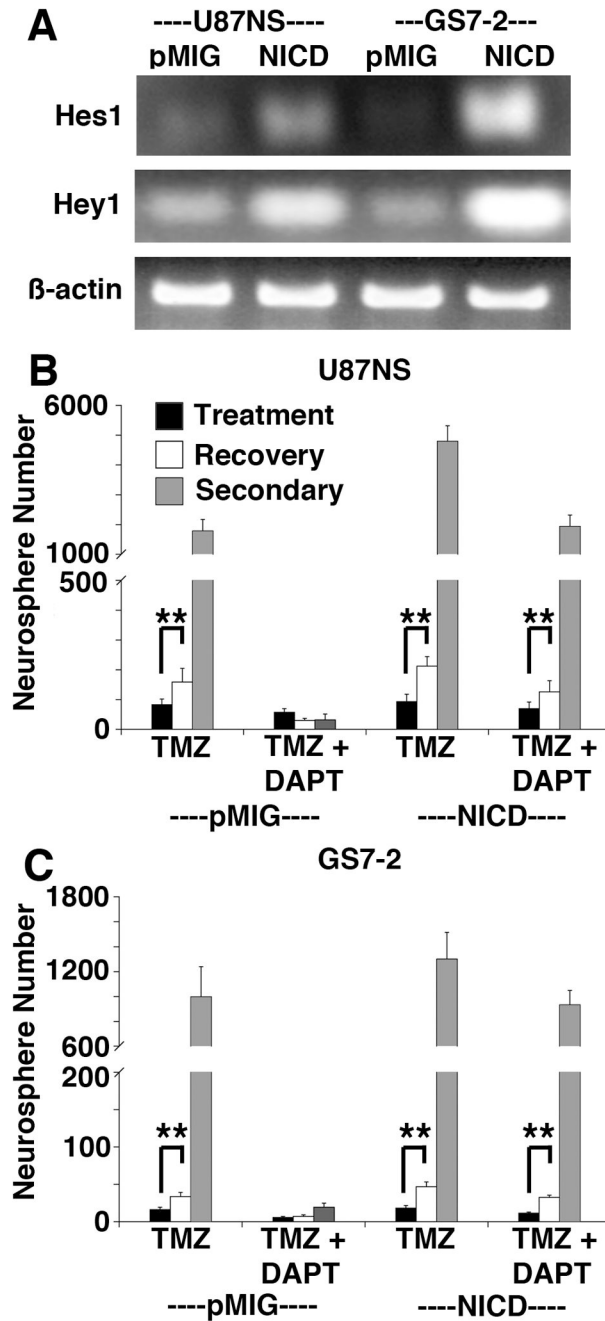 A
----U87NS----
---GS7-2---
pMIG NICD pMIG NICD
Hes1
Hey1
ß-actin
B
U87NS
Neurosphere Number
6000
1000
500
0
Treatment
Recovery
Secondary
** ** **
TMZ TMZ + DAPT TMZ TMZ + DAPT
----pMIG---- ----NICD----
C
GS7-2
Neurosphere Number
1800
1200
600
200
100
0
** ** **
TMZ TMZ + DAPT TMZ TMZ + DAPT
----pMIG---- ----NICD----